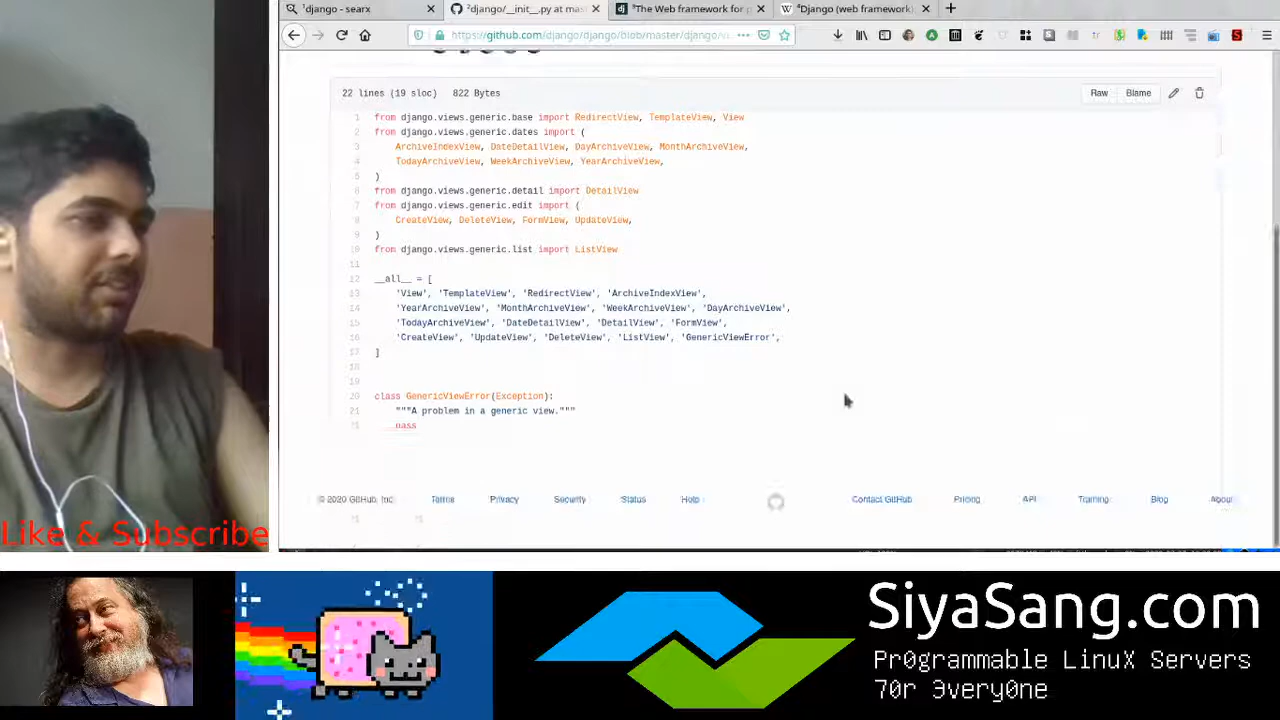 ¹django - searx
²django/__init__.py at mas
³The Web framework for p
⁴Django (web framework)
https://github.com/django/django/blob/master/django/v
22 lines (19 sloc) 822 Bytes
Raw
Blame
1 from django.views.generic.base import RedirectView, TemplateView, View
2 from django.views.generic.dates import (
3 ArchiveIndexView, DateDetailView, DayArchiveView, MonthArchiveView,
4 TodayArchiveView, WeekArchiveView, YearArchiveView,
5 )
6 from django.views.generic.detail import DetailView
7 from django.views.generic.edit import (
8 CreateView, DeleteView, FormView, UpdateView,
9 )
10 from django.views.generic.list import ListView
11
12 __all__ = [
13 'View', 'TemplateView', 'RedirectView', 'ArchiveIndexView',
14 'YearArchiveView', 'MonthArchiveView', 'WeekArchiveView', 'DayArchiveView',
15 'TodayArchiveView', 'DateDetailView', 'DetailView', 'FormView',
16 'CreateView', 'UpdateView', 'DeleteView', 'ListView', 'GenericViewError',
17 ]
18
19
20 class GenericViewError(Exception):
21 """A problem in a generic view."""
© 2020 GitHub, Inc. Terms Privacy Security Status Help Contact GitHub Pricing API Training Blog About
Like & Subscribe
SiyaSang.com
Pr0grammable LinuX Servers
70r 3very0ne